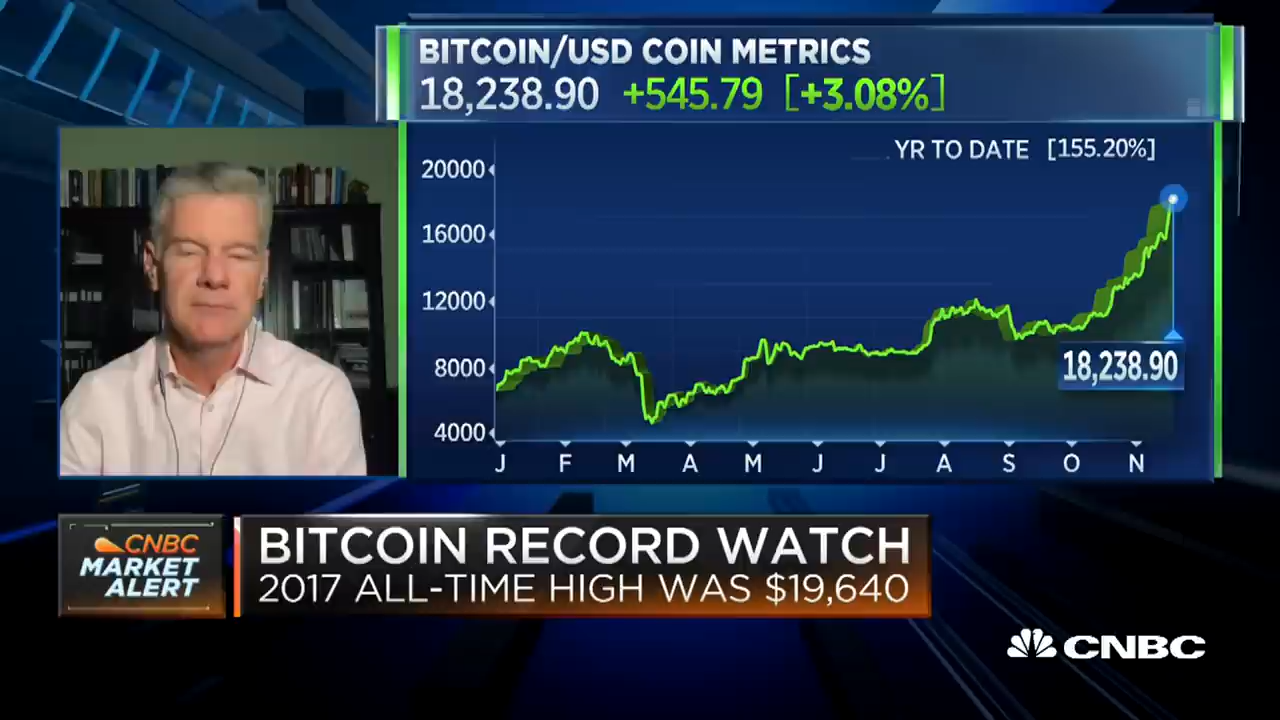 BITCOIN/USD COIN METRICS
18,238.90 +545.79 [+3.08%]
YR TO DATE [155.20%]
20000
16000
12000
8000
4000
18,238.90
J F M A M J J A S O N
CNBC
MARKET
ALERT
BITCOIN RECORD WATCH
2017 ALL-TIME HIGH WAS $19,640
CNBC